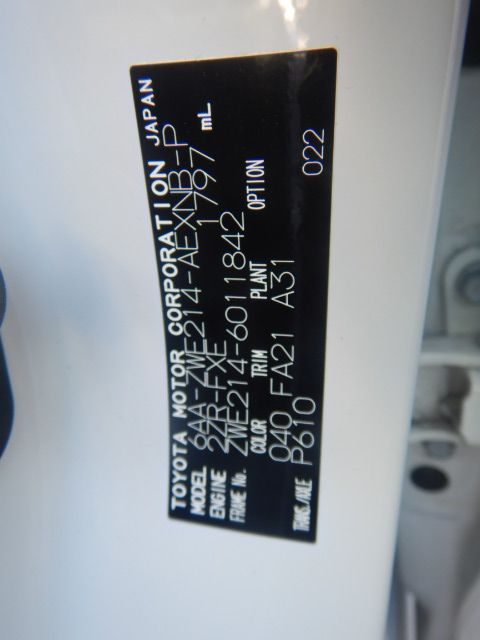 TOYOTA MOTOR CORPORATION JAPAN
MODEL 6AA-ZWE214-AEXNB-P
ENGINE 2ZR-FXE 1797 mL
FRAME No. ZWE214-6011842
COLOR TRIM PLANT OPTION
040 FA21 A31
TRANS/AXLE P610 022